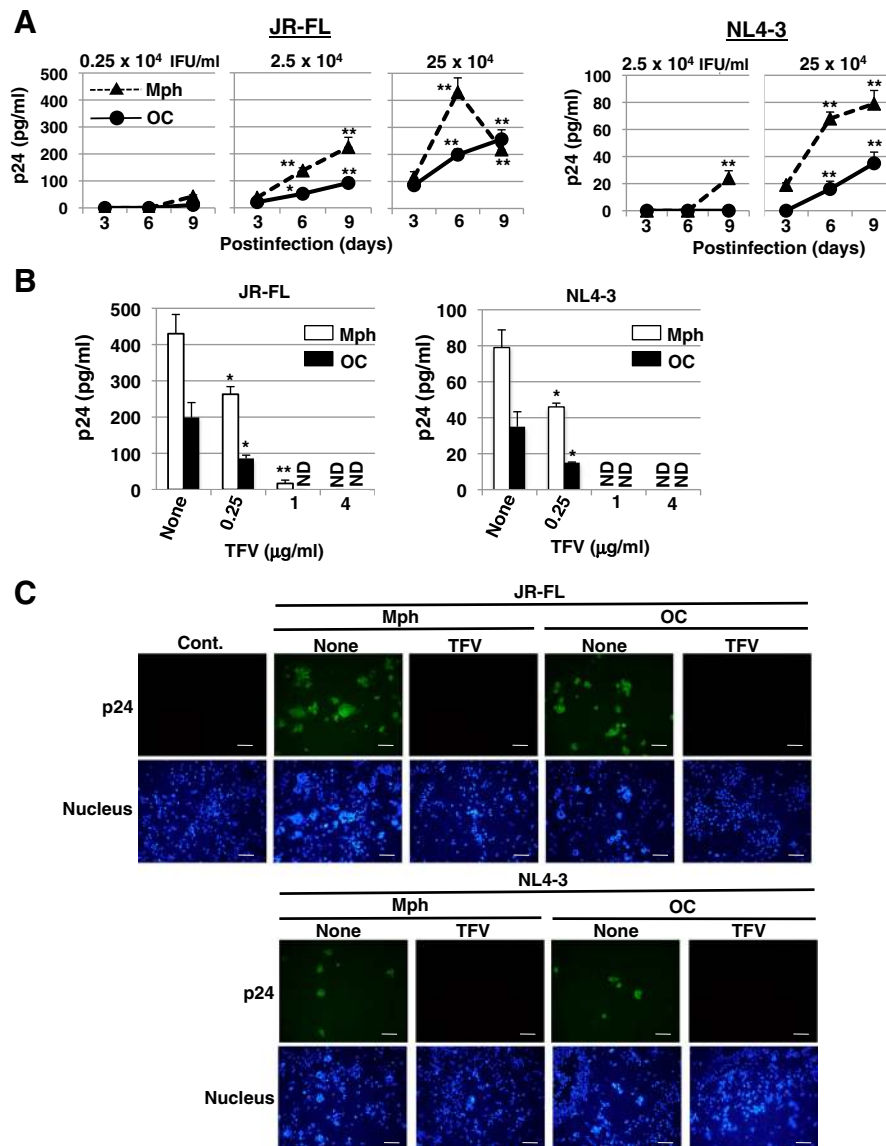 A
JR-FL
NL4-3
0.25 x 10⁴ IFU/ml
2.5 x 10⁴
25 x 10⁴
2.5 x 10⁴ IFU/ml
25 x 10⁴
p24 (pg/ml)
500
400
300
200
100
0
Mph
OC
** * ** **
** ** ** **
3 6 9
3 6 9
3 6 9
Postinfection (days)
p24 (pg/ml)
100
80
60
40
20
0
**
** ** ** **
3 6 9
3 6 9
Postinfection (days)
B
JR-FL
p24 (pg/ml)
500
400
300
200
100
0
Mph
OC
*
*
**
ND
ND
ND
None 0.25 1 4
TFV (μg/ml)
NL4-3
p24 (pg/ml)
100
80
60
40
20
0
Mph
OC
*
*
ND
ND
ND
ND
None 0.25 1 4
TFV (μg/ml)
C
JR-FL
Mph OC
Cont. None TFV None TFV
p24
Nucleus
NL4-3
Mph OC
None TFV None TFV
p24
Nucleus